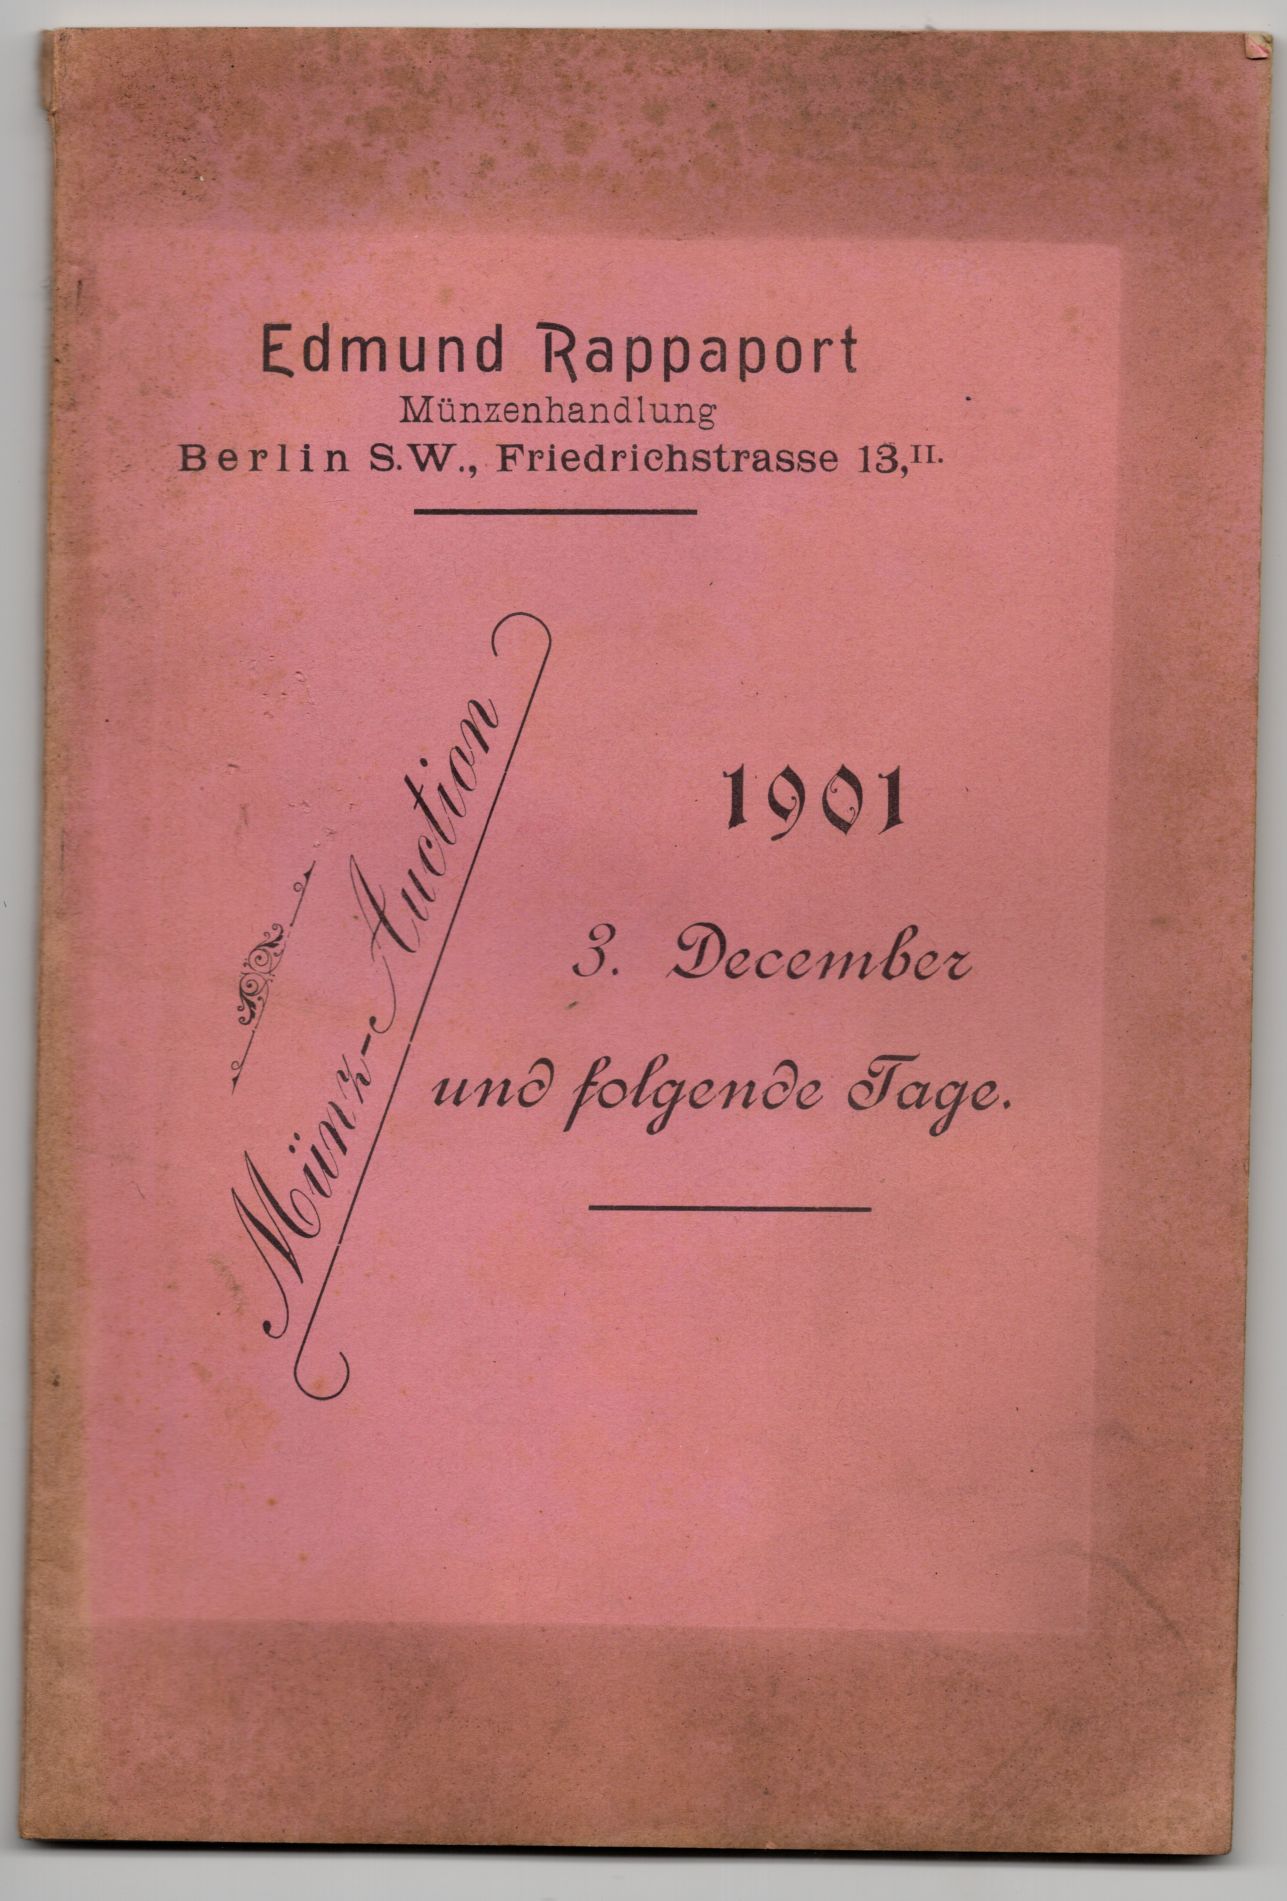 Edmund Rappaport
Münzenhandlung
Berlin S.W., Friedrichstrasse 13,II.
Münz-Auction
1901
3. December
und folgende Tage.